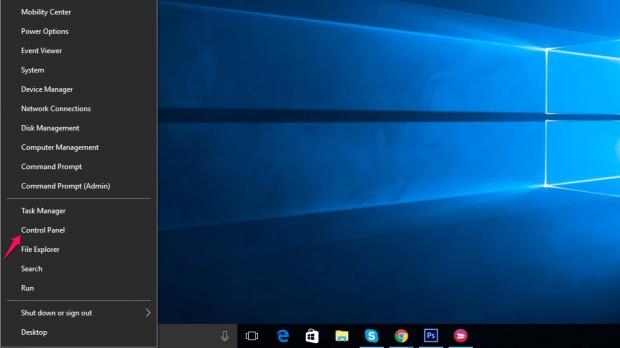 Mobility Center
Power Options
Event Viewer
System
Device Manager
Network Connections
Disk Management
Computer Management
Command Prompt
Command Prompt (Admin)
Task Manager
Control Panel
File Explorer
Search
Run
Shut down or sign out
Desktop
Ps